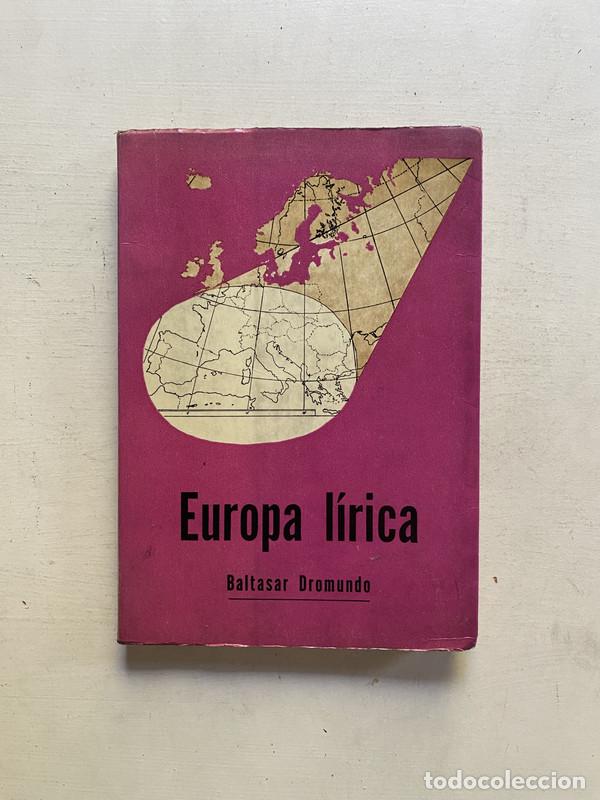 Europa lírica
Baltasar Dromundo
todocoleccion